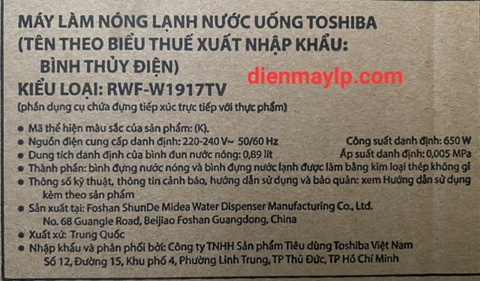 MÁY LÀM NÓNG LẠNH NƯỚC UỐNG TOSHIBA
(TÊN THEO BIỂU THUẾ XUẤT NHẬP KHẨU:
BÌNH THỦY ĐIỆN)
dienmaylp.com
KIỂU LOẠI: RWF-W1917TV
(phần dụng cụ chứa đựng tiếp xúc trực tiếp với thực phẩm)
• Mã thể hiện màu sắc của sản phẩm: (K).
• Nguồn điện cung cấp danh định: 220-240 V~ 50/60 Hz Công suất danh định: 650 W
• Dung tích danh định của bình đun nước nóng: 0,89 lít Áp suất danh định: 0,005 MPa
• Thành phần: bình đựng nước nóng và bình đựng nước lạnh được làm bằng kim loại thép không gỉ
• Thông số kỹ thuật, thông tin cảnh báo, hướng dẫn sử dụng và bảo quản: xem Hướng dẫn sử dụng
kèm theo sản phẩm
• Sản xuất tại: Foshan ShunDe Midea Water Dispenser Manufacturing Co., Ltd.
No. 68 Guangle Road, Beijiao Foshan Guangdong, China
• Xuất xứ: Trung Quốc
• Nhập khẩu và phân phối bởi: Công ty TNHH Sản phẩm Tiêu dùng Toshiba Việt Nam
Số 12, Đường 15, Khu phố 4, Phường Linh Trung, TP Thủ Đức, TP Hồ Chí Minh